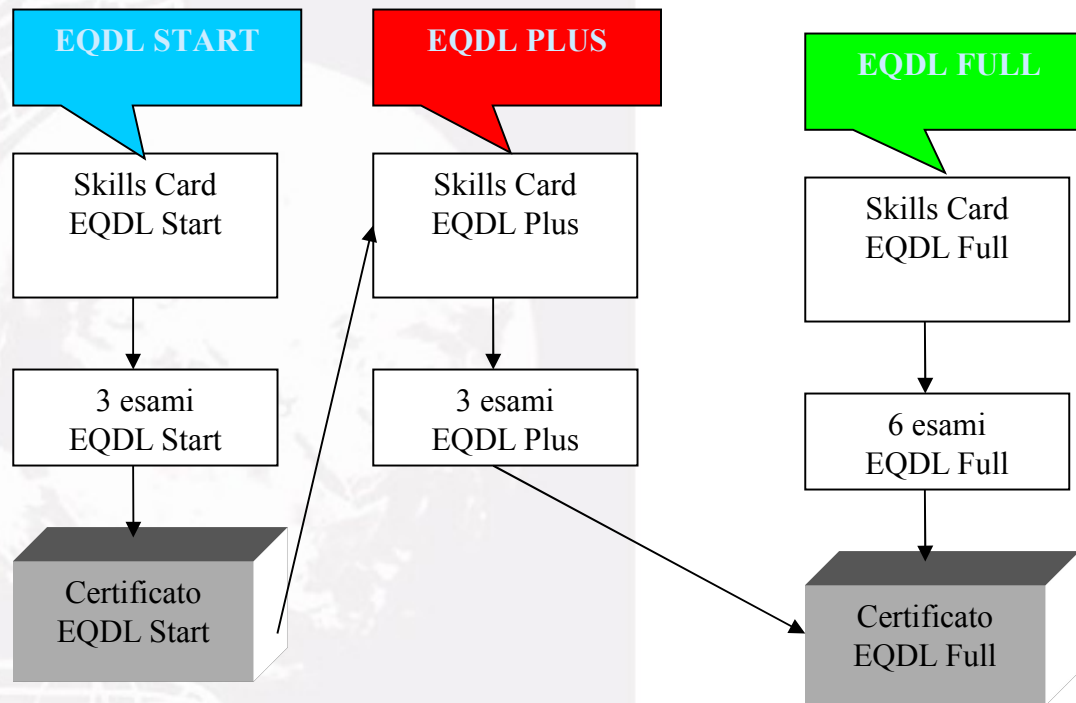 EQDL START
Skills Card
EQDL Start
3 esami
EQDL Start
Certificato
EQDL Start
EQDL PLUS
Skills Card
EQDL Plus
3 esami
EQDL Plus
EQDL FULL
Skills Card
EQDL Full
6 esami
EQDL Full
Certificato
EQDL Full